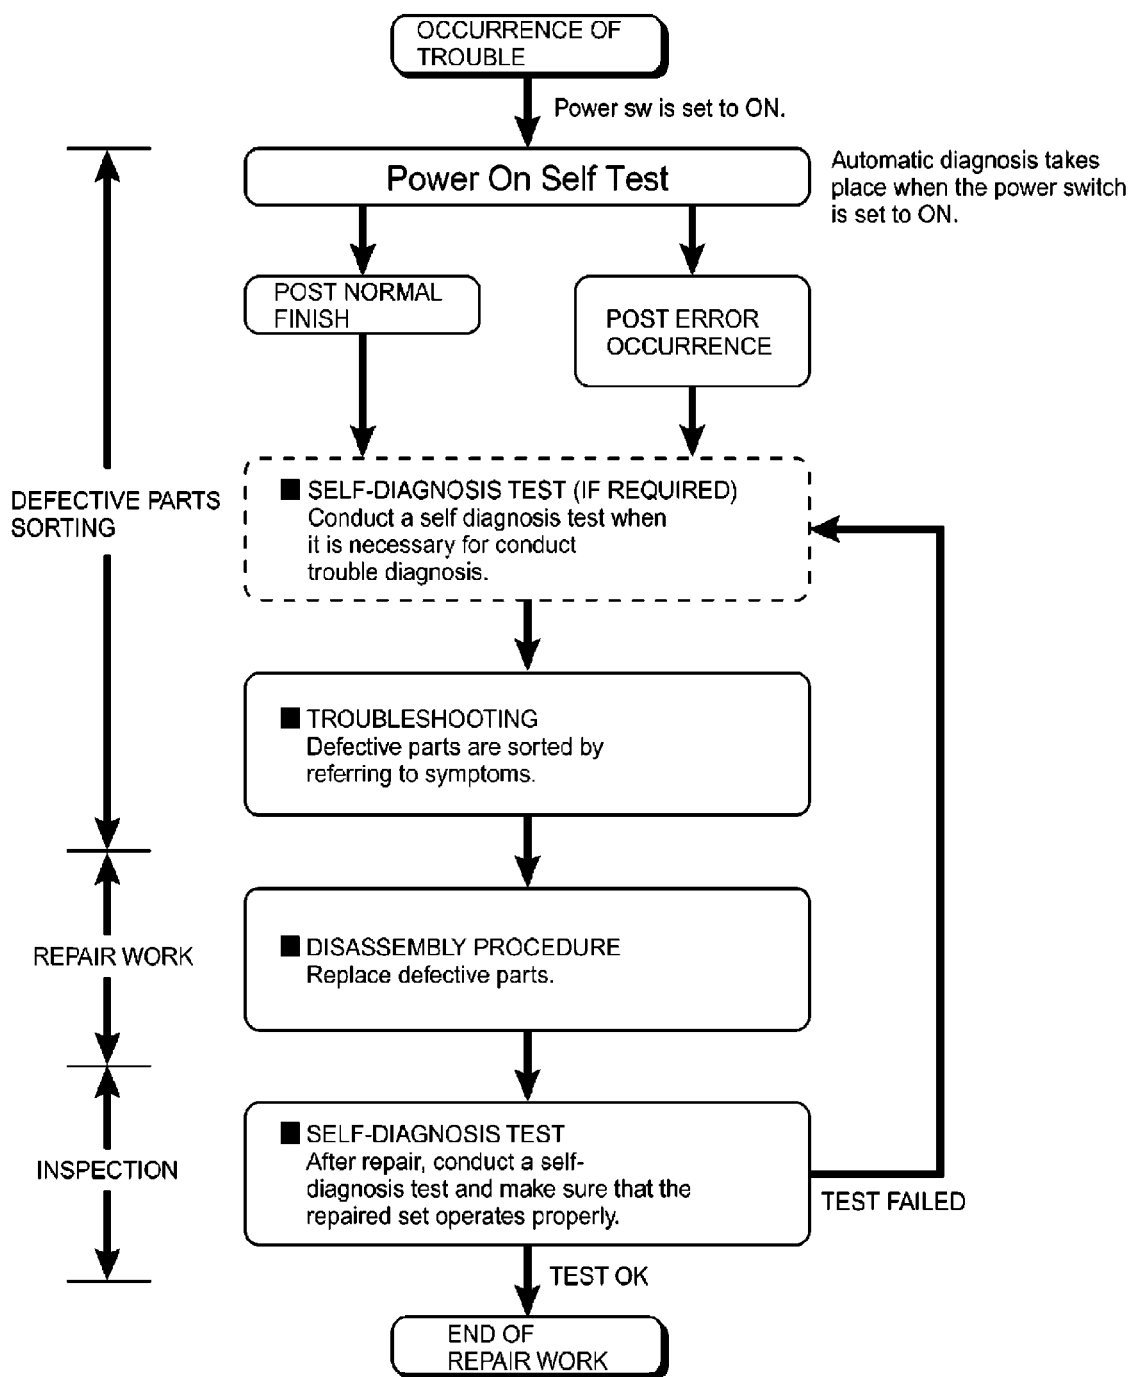 OCCURRENCE OF
TROUBLE
Power sw is set to ON.
Power On Self Test
Automatic diagnosis takes
place when the power switch
is set to ON.
POST NORMAL
FINISH
POST ERROR
OCCURRENCE
DEFECTIVE PARTS
SORTING
■ SELF-DIAGNOSIS TEST (IF REQUIRED)
Conduct a self diagnosis test when
it is necessary for conduct
trouble diagnosis.
■ TROUBLESHOOTING
Defective parts are sorted by
referring to symptoms.
REPAIR WORK
■ DISASSEMBLY PROCEDURE
Replace defective parts.
INSPECTION
■ SELF-DIAGNOSIS TEST
After repair, conduct a self-
diagnosis test and make sure that the
repaired set operates properly.
TEST FAILED
TEST OK
END OF
REPAIR WORK